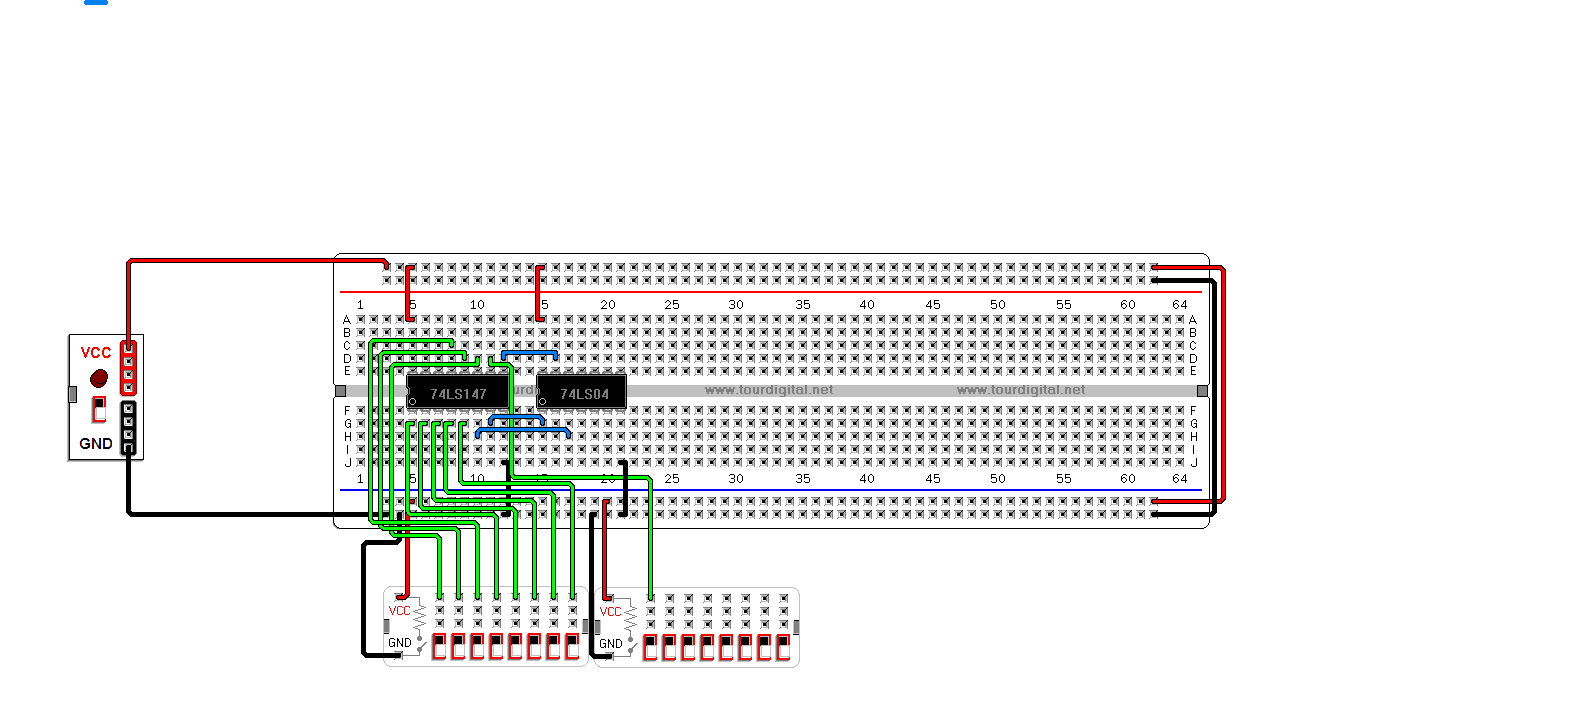 1 5 10 5 20 25 30 35 40 45 50 55 60 64
A A
B B
VCC C C
D D
E E
74LS147 urd 74LS04 www.tourdigital.net www.tourdigital.net
F F
G G
GND H H
I I
J J
1 5 15 20 25 30 35 40 45 50 55 60 64
VCC VCC
GND GND